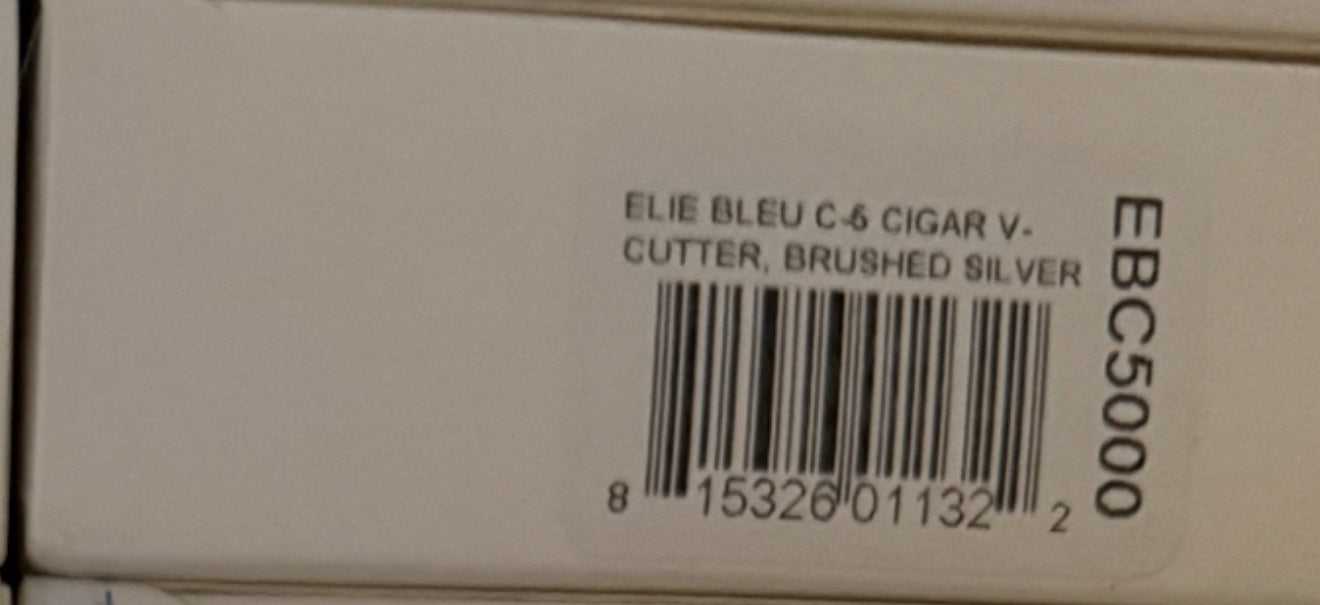 ELIE BLEU C-5 CIGAR V-
CUTTER, BRUSHED SILVER
8 15326 01132 2
EBC5000